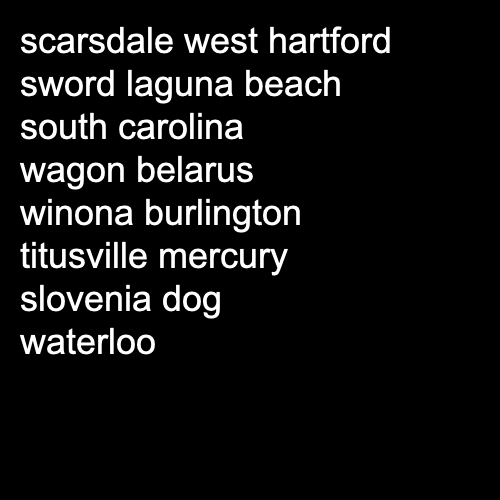 scarsdale west hartford
sword laguna beach
south carolina
wagon belarus
winona burlington
titusville mercury
slovenia dog
waterloo